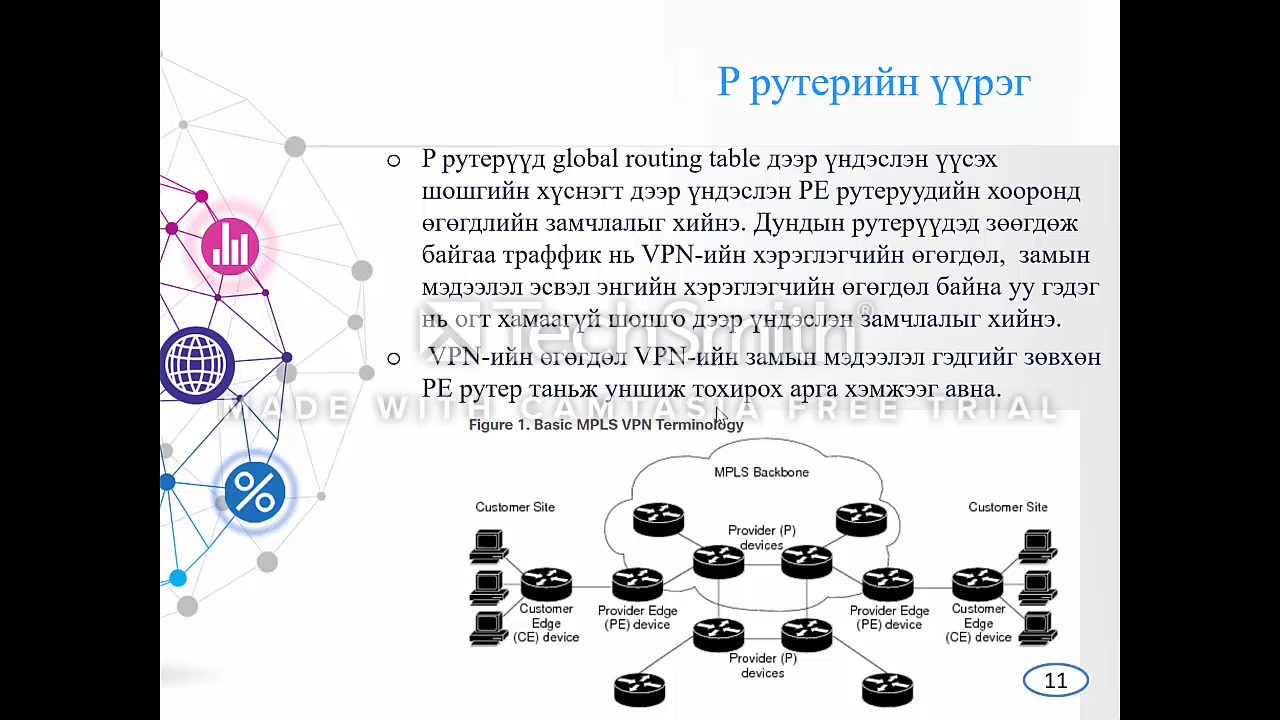 P рутерийн үүрэг
P рутерүүд global routing table дээр үндэслэн үүсэх
шошгийн хүснэгт дээр үндэслэн PE рутеруудийн хооронд
өгөгдлийн замчлалыг хийнэ. Дундын рутерүүдэд зөөгдөж
байгаа траффик нь VPN-ийн хэрэглэгчийн өгөгдөл, замын
мэдээлэл эсвэл энгийн хэрэглэгчийн өгөгдөл байна уу гэдэг
нь огт хамаагүй шошго дээр үндэслэн замчлалыг хийнэ.
TechSmith®
VPN-ийн өгөгдөл VPN-ийн замын мэдээлэл гэдгийг зөвхөн
PE рутер таньж уншиж тохирох арга хэмжээг авна.
MADE WITH CAMTASIA FREE TRIAL
Figure 1. Basic MPLS VPN Terminology
MPLS Backbone
Customer Site
Customer Site
Provider (P)
devices
Customer
Edge
(CE) device
Provider Edge
(PE) device
Provider Edge
(PE) device
Customer
Edge
(CE) device
Provider (P)
devices
11